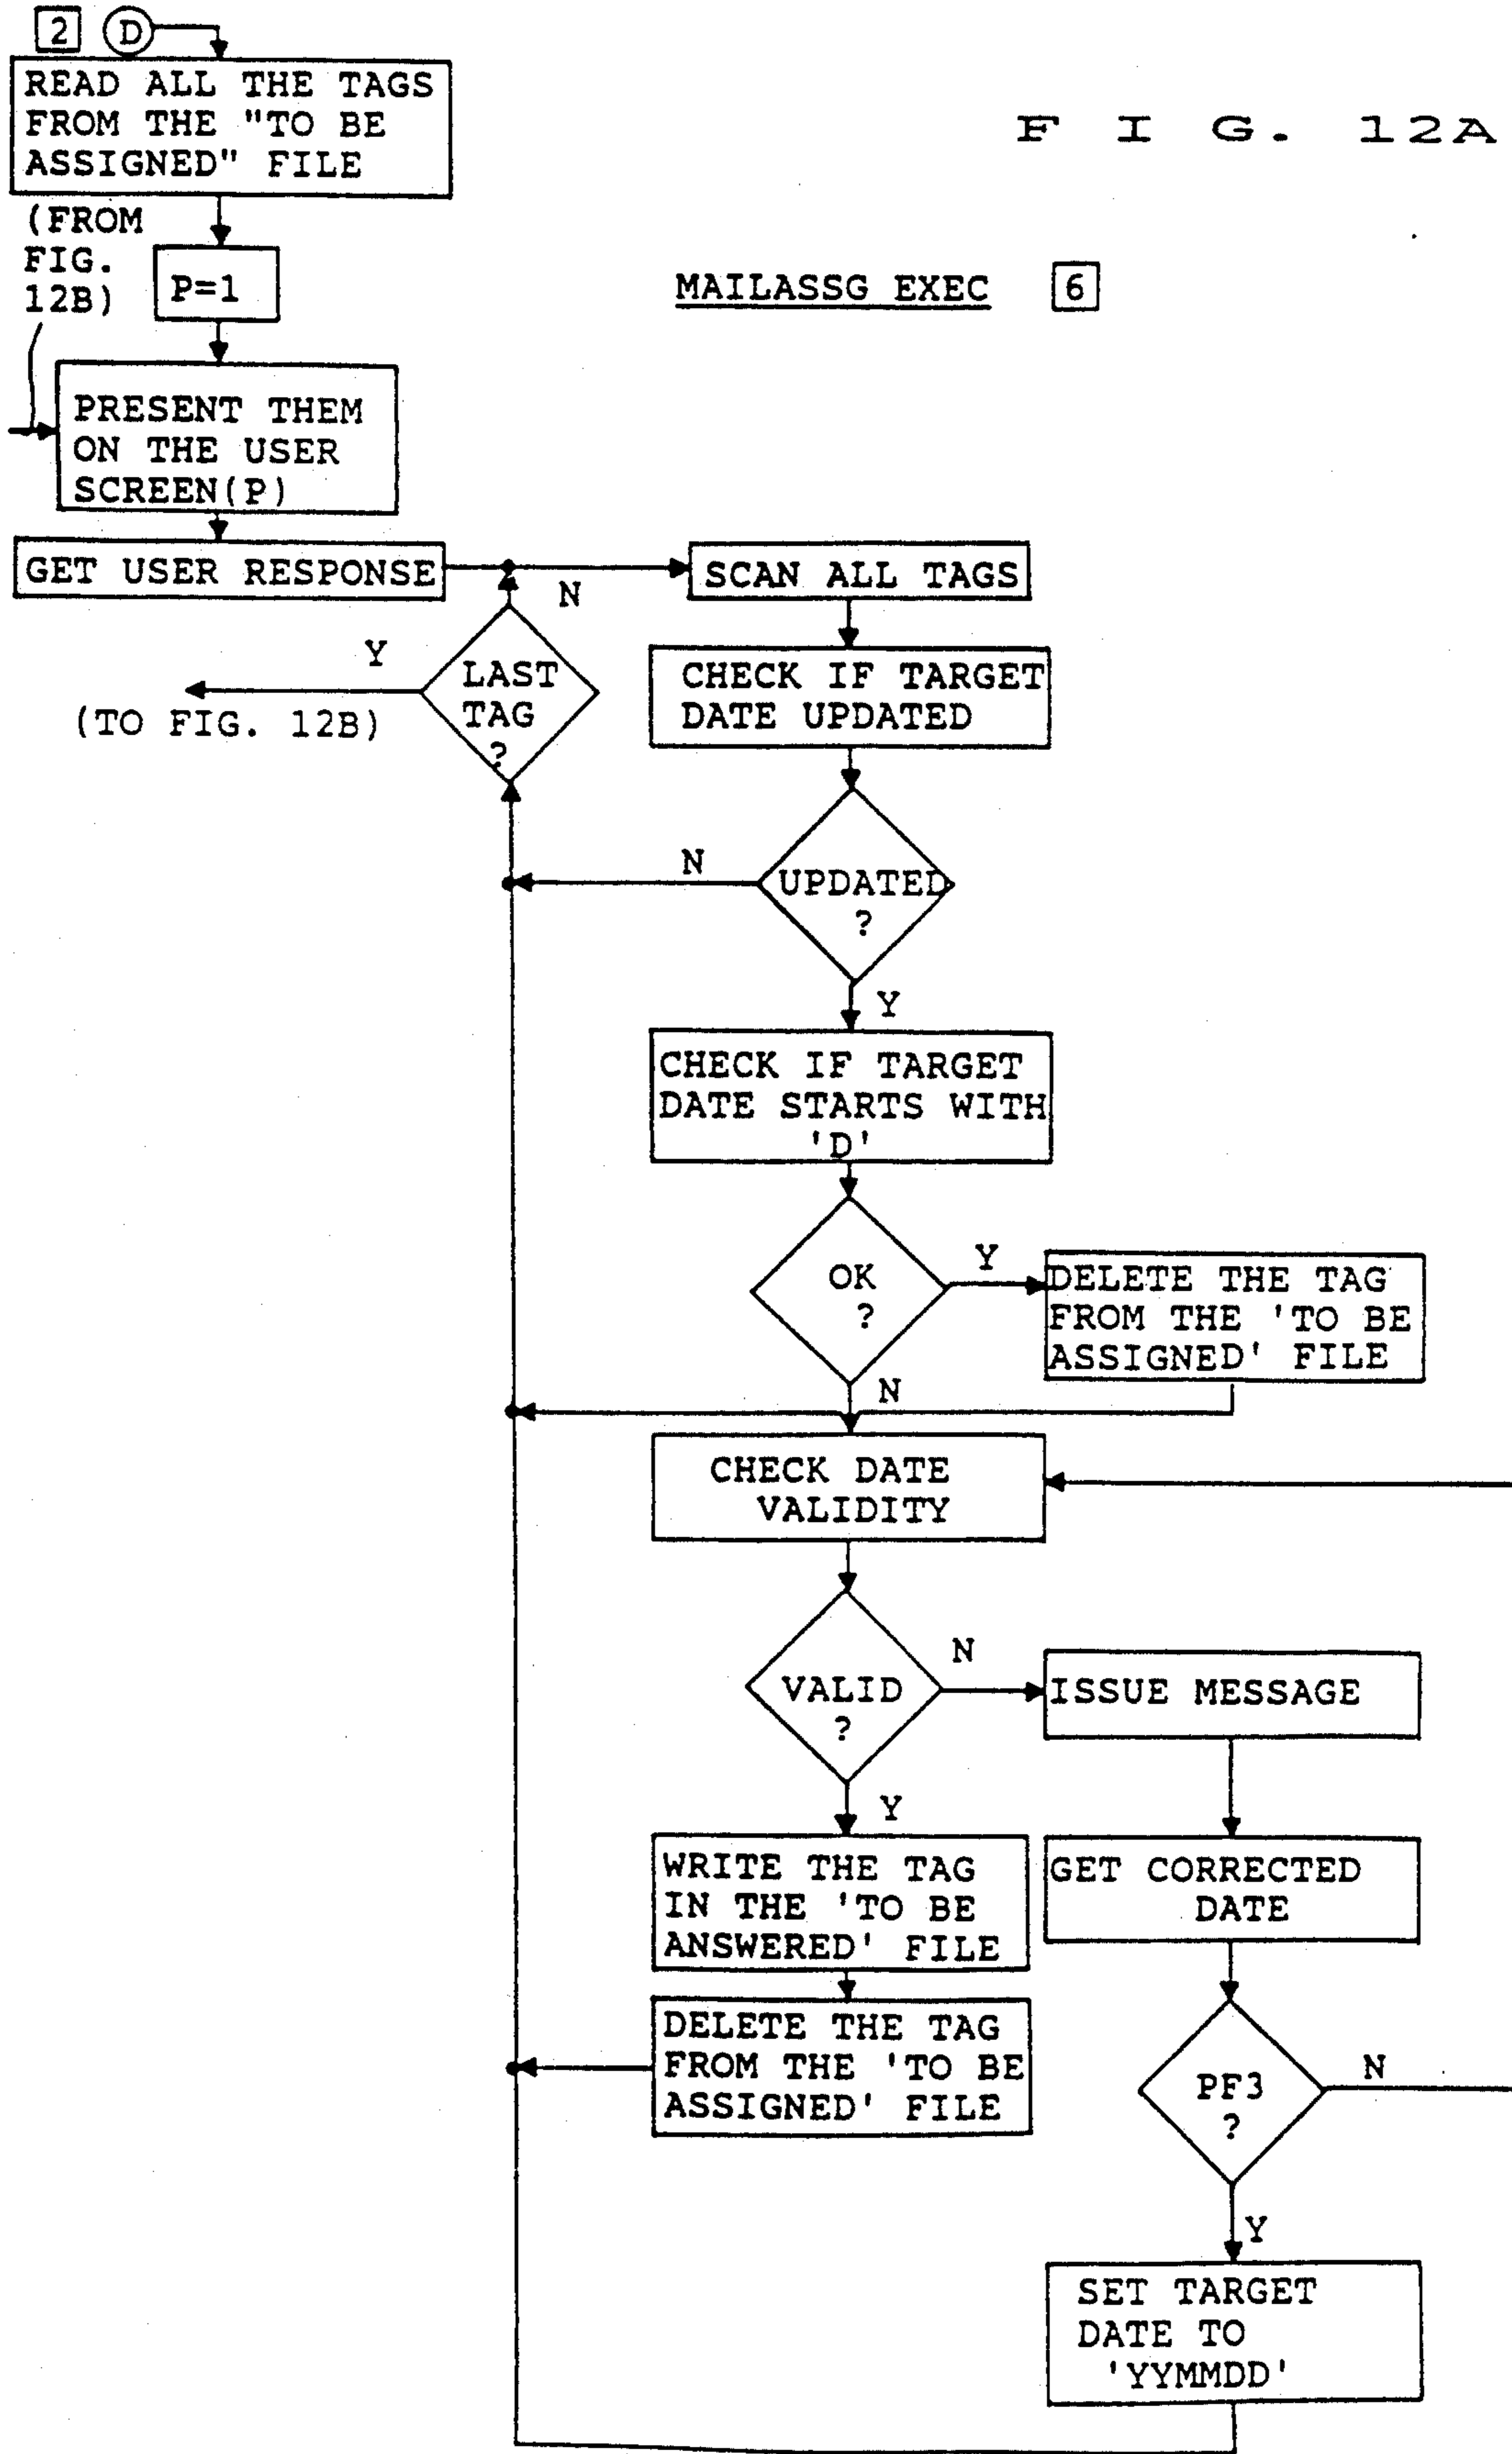 2 D
READ ALL THE TAGS
FROM THE "TO BE
ASSIGNED" FILE
F I G. 12A
(FROM
FIG.
12B)
P=1
MAILASSG EXEC 6
PRESENT THEM
ON THE USER
SCREEN(P)
GET USER RESPONSE
N
SCAN ALL TAGS
Y
LAST
TAG
?
(TO FIG. 12B)
CHECK IF TARGET
DATE UPDATED
N
UPDATED
?
Y
CHECK IF TARGET
DATE STARTS WITH
'D'
OK
?
Y
DELETE THE TAG
FROM THE 'TO BE
ASSIGNED' FILE
N
CHECK DATE
VALIDITY
VALID
?
N
ISSUE MESSAGE
Y
WRITE THE TAG
IN THE 'TO BE
ANSWERED' FILE
GET CORRECTED
DATE
DELETE THE TAG
FROM THE 'TO BE
ASSIGNED' FILE
PF3
?
N
Y
SET TARGET
DATE TO
'YYMMDD'